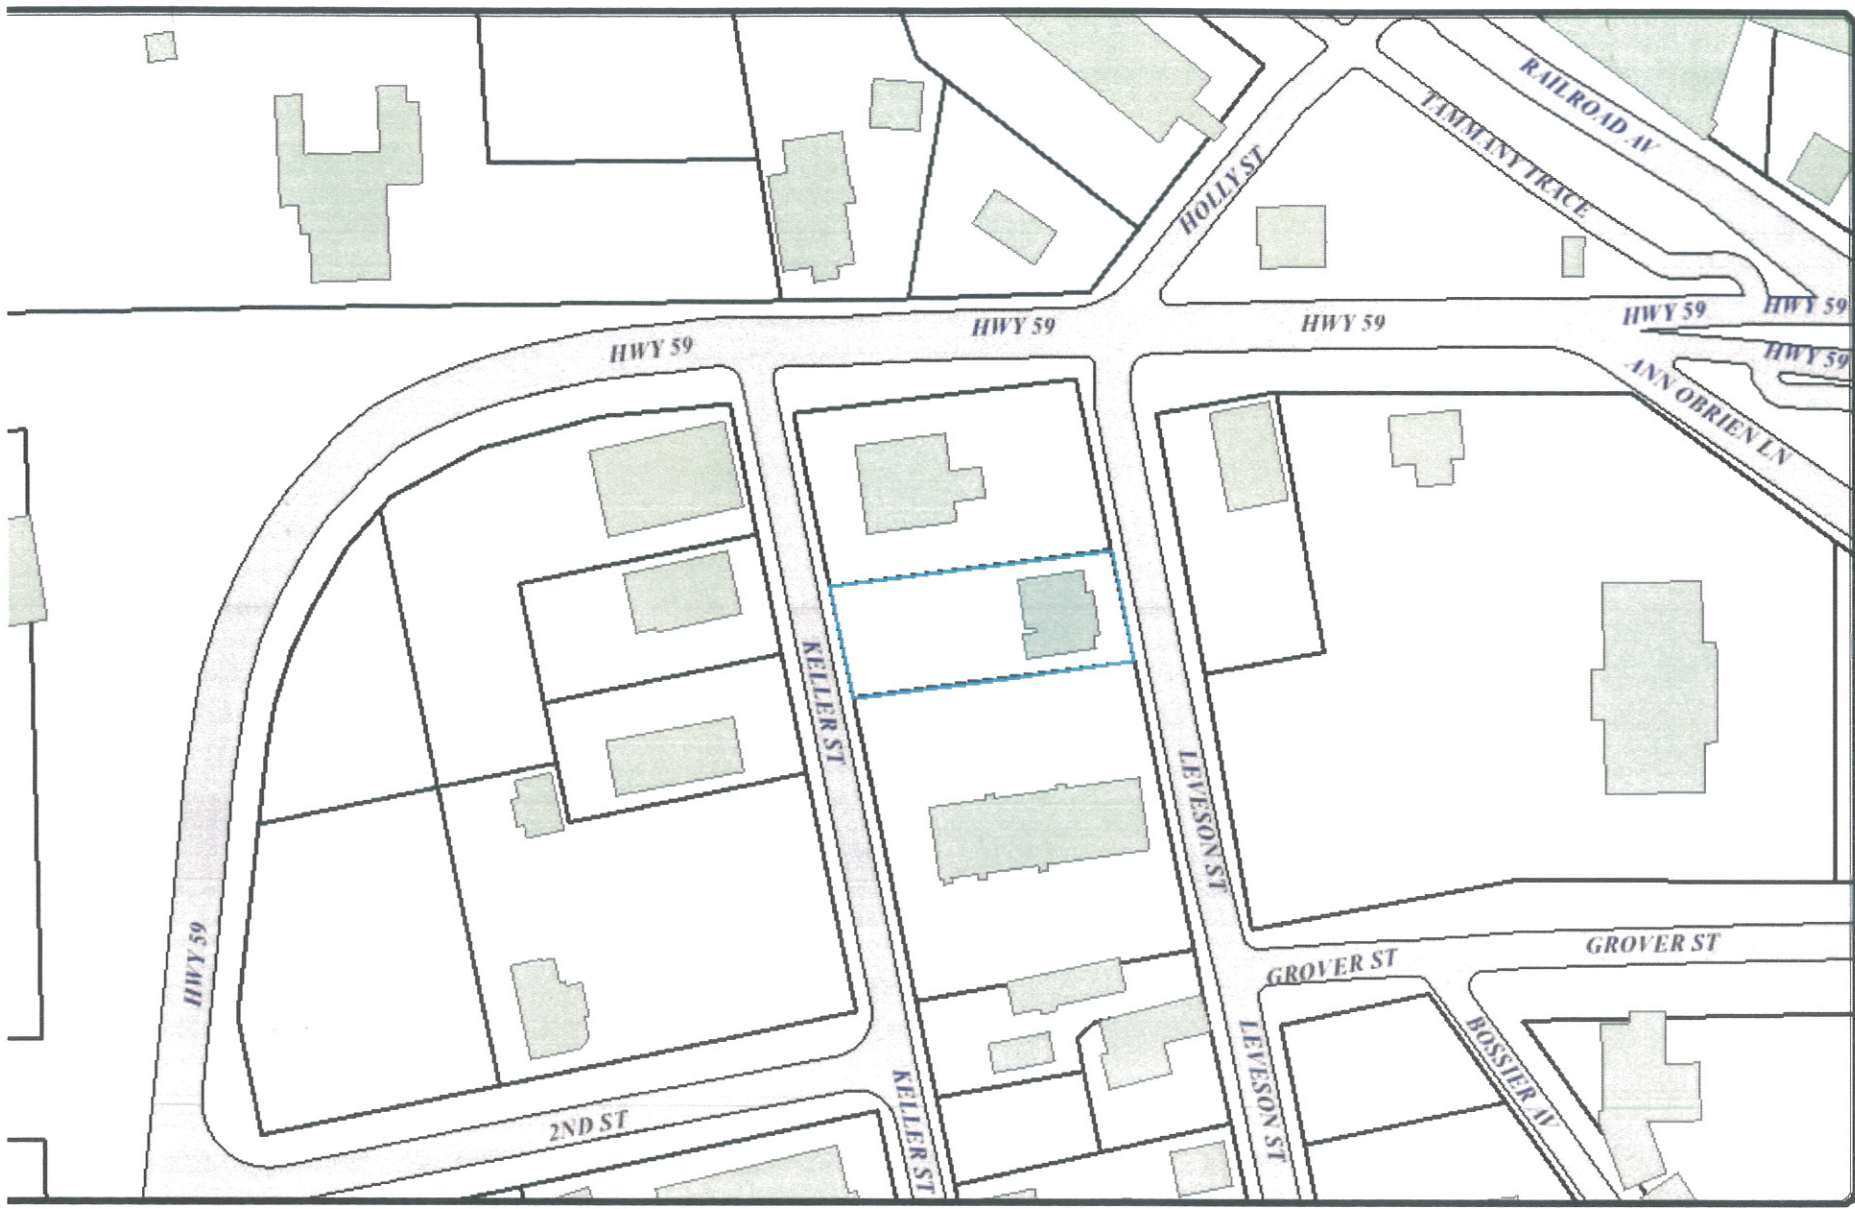 RAILROAD AV
TAMMANY TRACE
HOLLY ST
HWY 59
HWY 59
HWY 59
HWY 59
HWY 59
HWY 59
HWY 59
ANN OBRIEN LN
KELLER ST
LEVESON ST
HWY 59
GROVER ST
GROVER ST
LEVESON ST
BOSSIER AV
KELLER ST
2ND ST